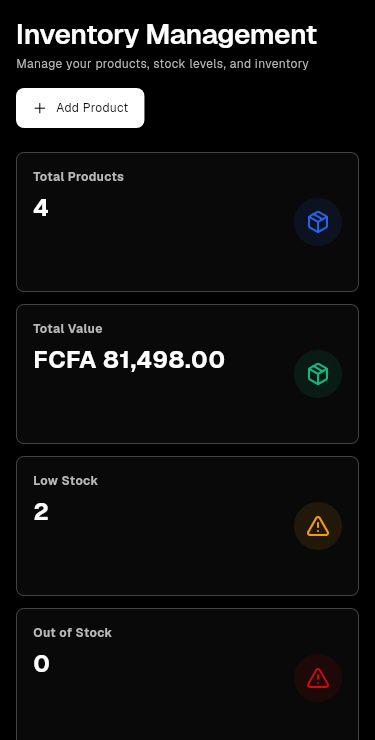 Inventory Management
Manage your products, stock levels, and inventory
Add Product
Total Products
4
Total Value
FCFA 81,498.00
Low Stock
2
Out of Stock
0